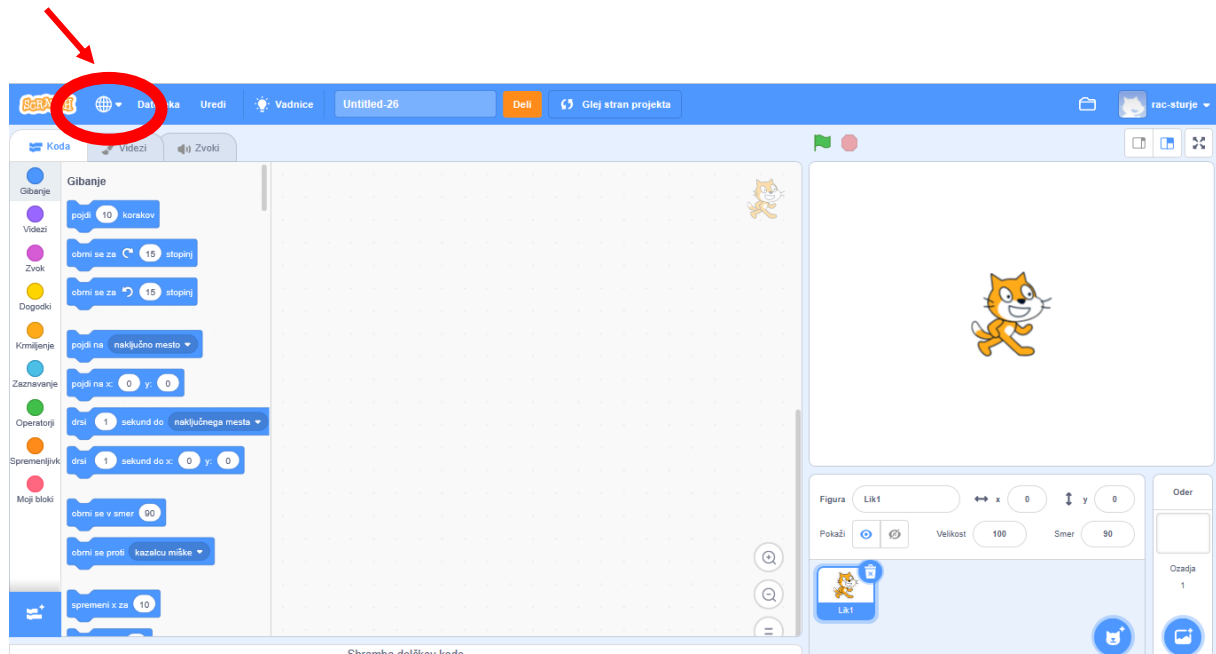 SCRATCH
Datoteka Uredi Vadnice Untitled-26 Deli Glej stran projekta rac-sturje
Koda Videzi Zvoki
Gibanje
Videzi
Zvok
Dogodki
Krmiljenje
Zaznavanje
Operatorji
Spremenljivk
Moji bloki
Gibanje
pojdi 10 korakov
obrni se za 15 stopinj
obrni se za 15 stopinj
pojdi na naključno mesto
pojdi na x: 0 y: 0
drsi 1 sekund do naključnega mesta
drsi 1 sekund do x: 0 y: 0
obrni se v smer 90
obrni se proti kazalcu miške
spremeni x za 10
Shramba delčkov kode
Figura Lik1 x 0 y 0
Pokaži Velikost 100 Smer 90
Lik1
Oder
Ozadja
1